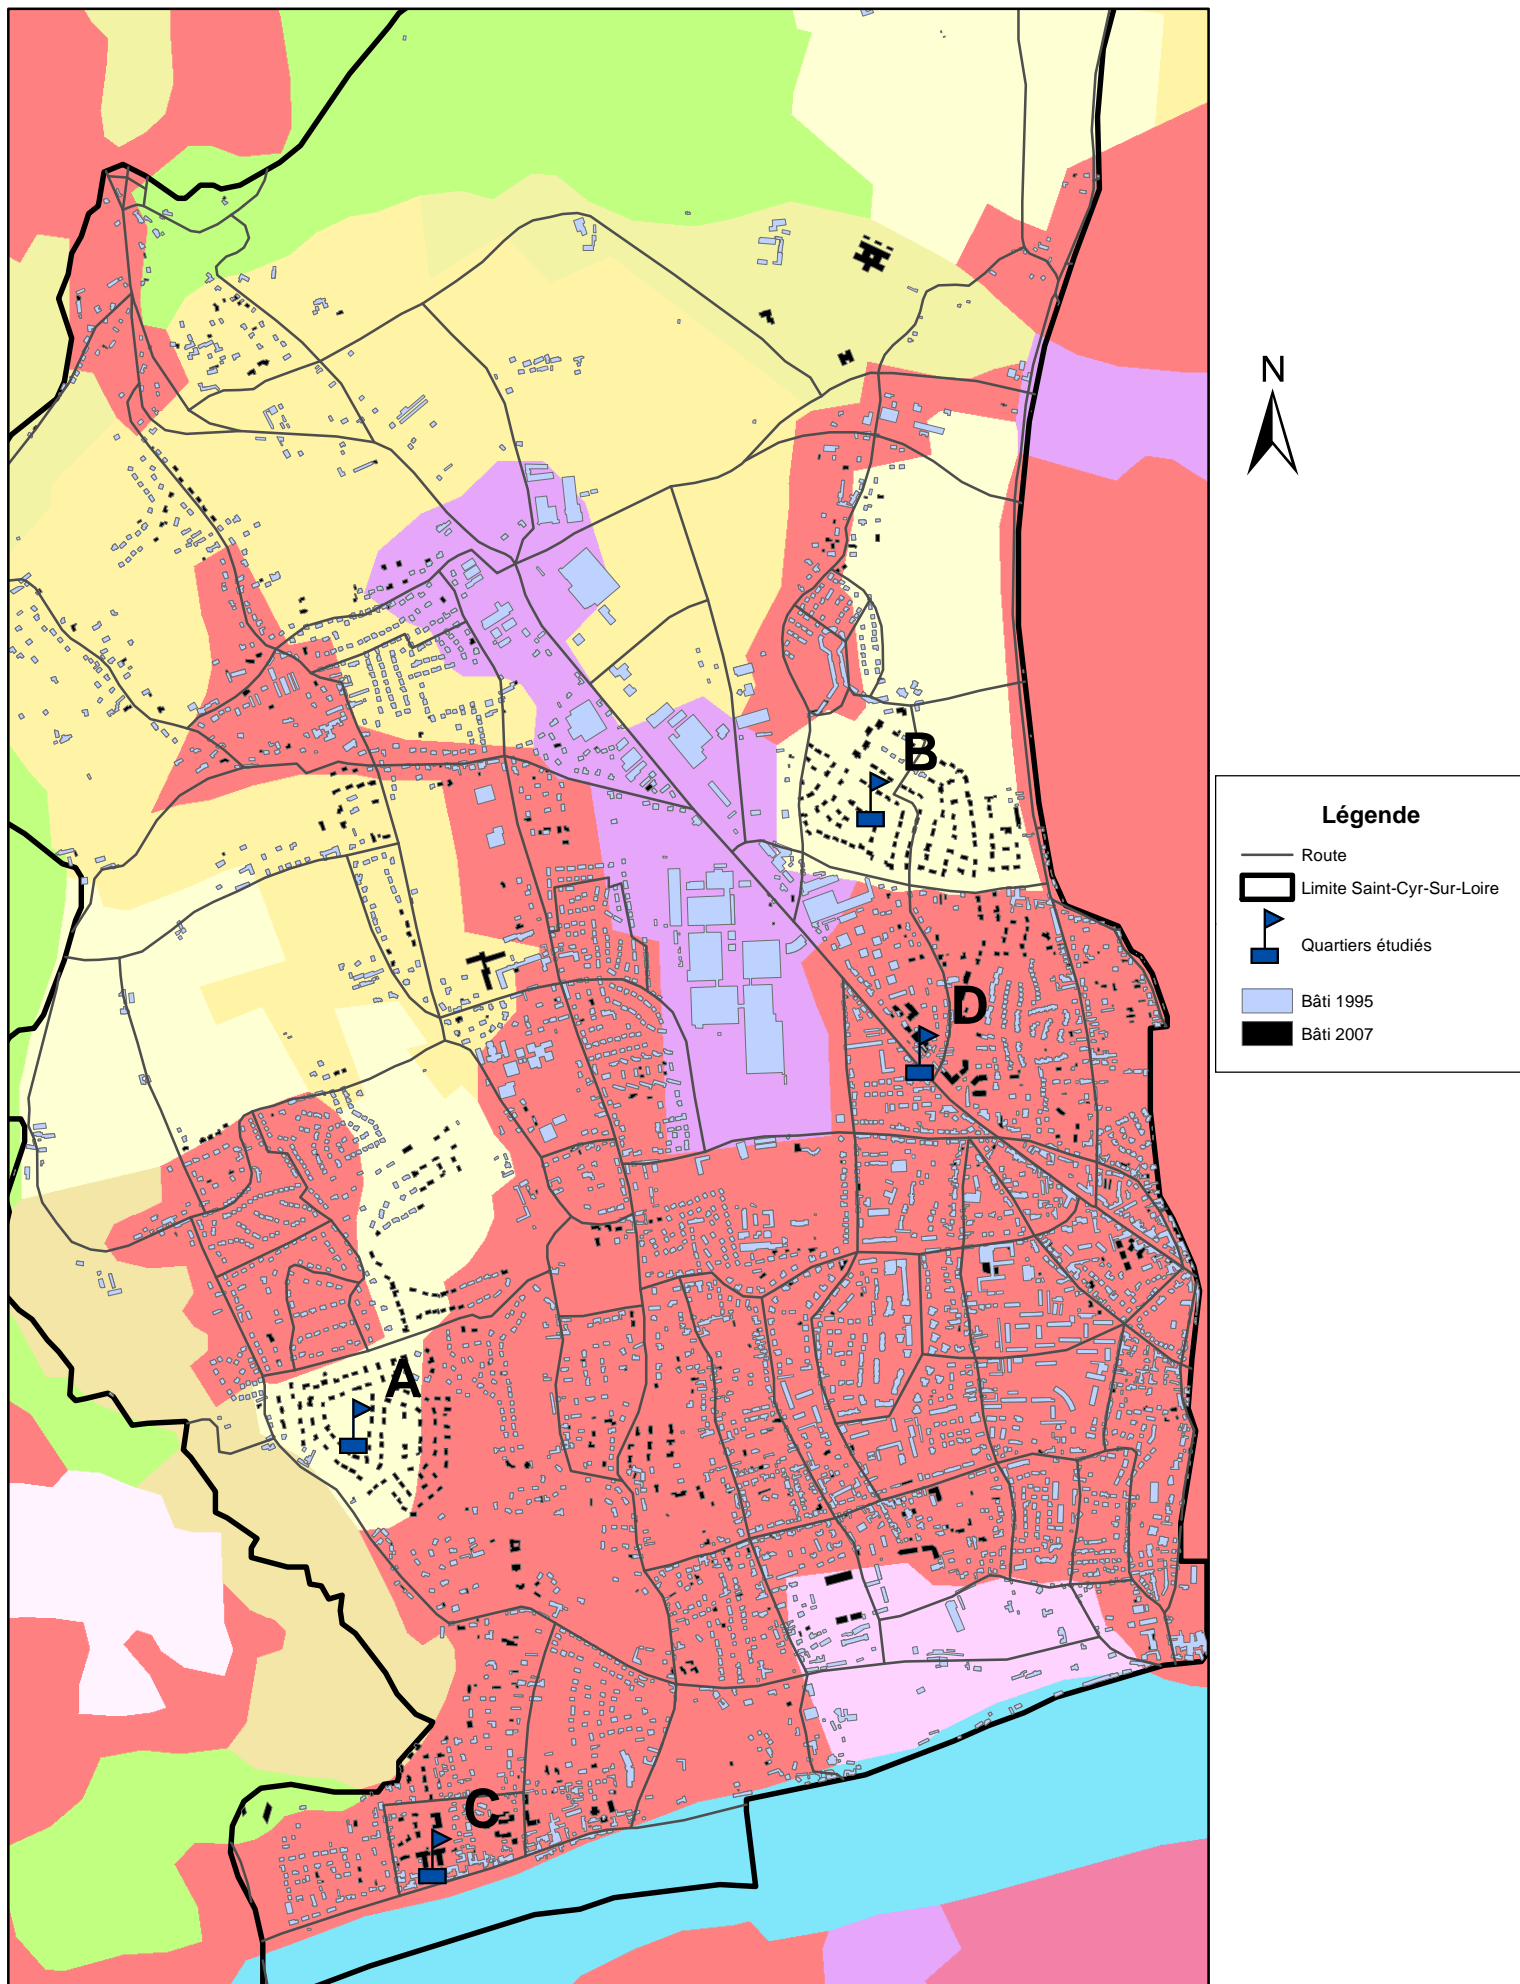 N
B
Légende
Route
Limite Saint-Cyr-Sur-Loire
Quartiers étudiés
D
Bâti 1995
Bâti 2007
A
C